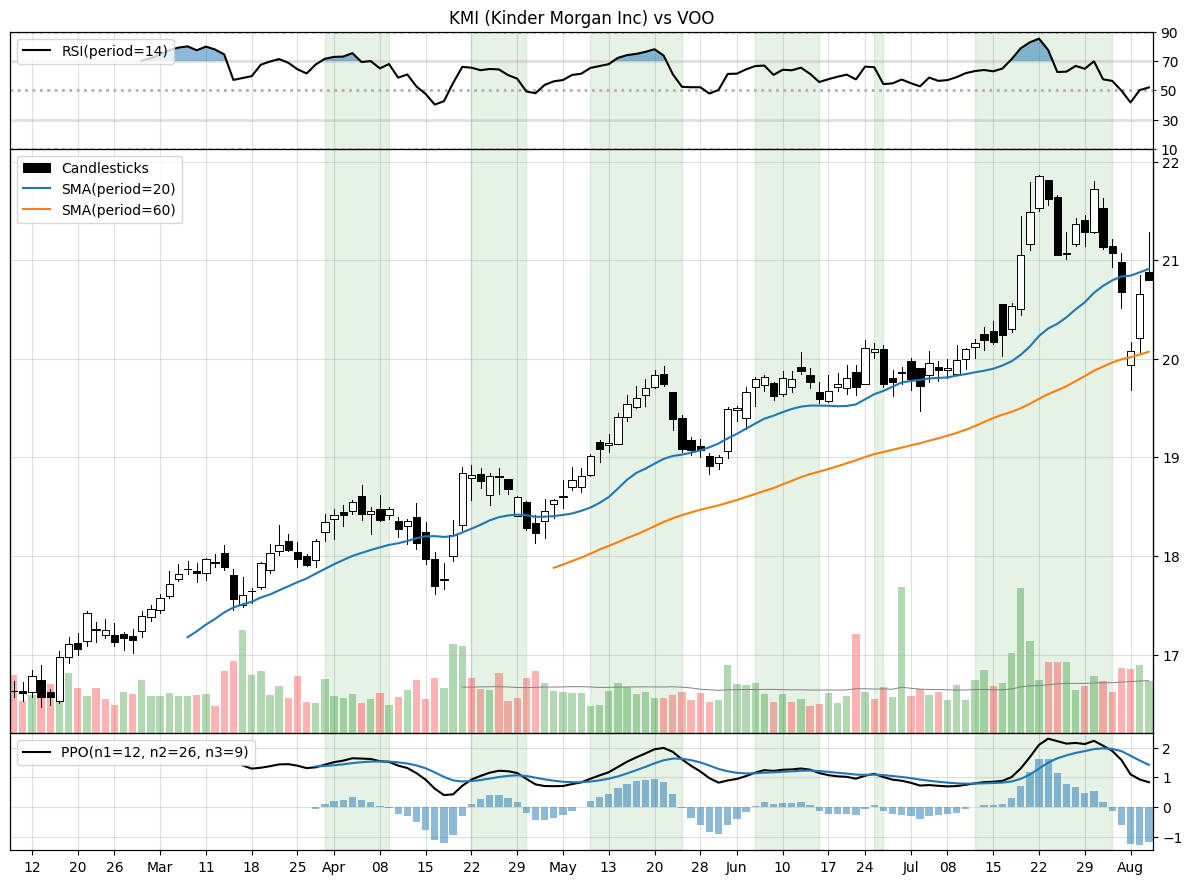 KMI (Kinder Morgan Inc) vs VOO
RSI(period=14)
90
70
50
30
10
Candlesticks
SMA(period=20)
SMA(period=60)
22
21
20
19
18
17
PPO(n1=12, n2=26, n3=9)
2
1
0
−1
12 20 26 Mar 11 18 25 Apr 08 15 22 29 May 13 20 28 Jun 10 17 24 Jul 08 15 22 29 Aug